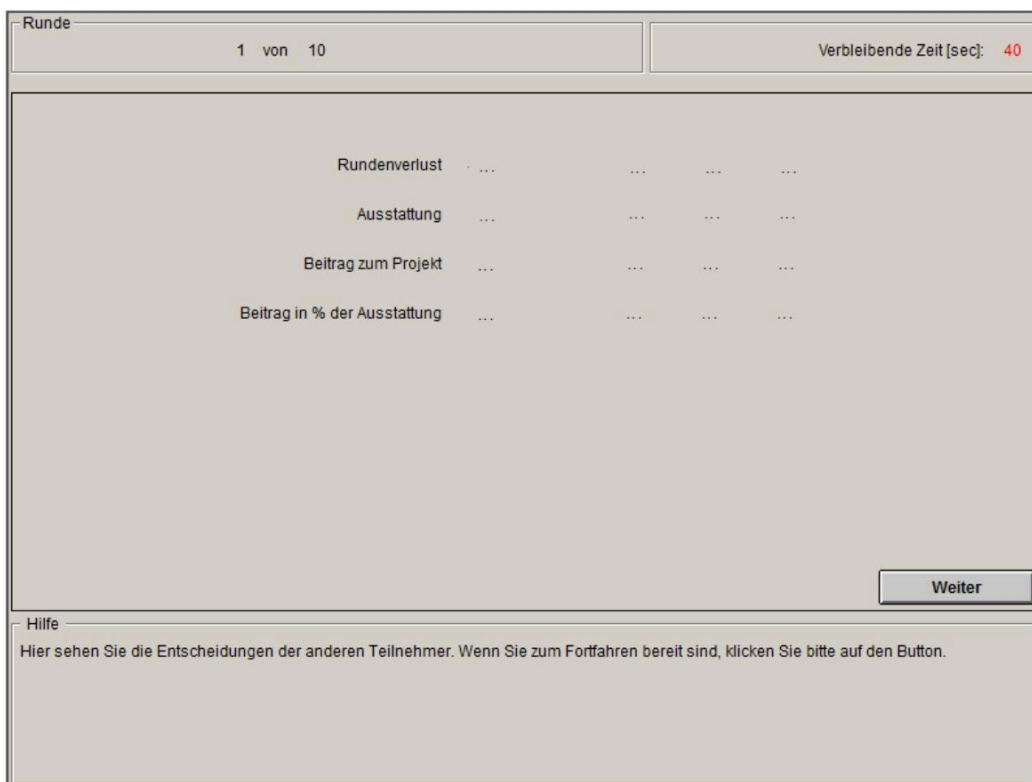 Runde
1 von 10
Verbleibende Zeit [sec]: 40
Rundenverlust ... ... ... ...
Ausstattung ... ... ... ...
Beitrag zum Projekt ... ... ... ...
Beitrag in % der Ausstattung ... ... ... ...
Weiter
Hilfe
Hier sehen Sie die Entscheidungen der anderen Teilnehmer. Wenn Sie zum Fortfahren bereit sind, klicken Sie bitte auf den Button.